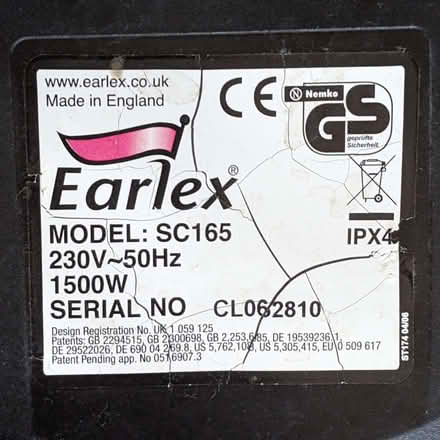 www.earlex.co.uk
Made in England
CE
Nemko
GS
geprüfte
Sicherheit
Earlex®
MODEL: SC165
IPX4
230V~50Hz
1500W
SERIAL NO CL062810
Design Registration No. UK 1 059 125
Patents: GB 2294515, GB 2300698, GB 2,253,685, DE 19539236.1,
DE 29522026, DE 690 04 269.8, US 5,762,10 US 5,305,415, EU 0 509 617
Patent Pending App no 0516907.3
ST174 04/06